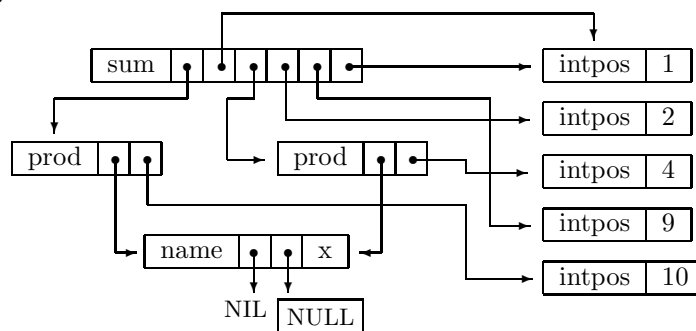 sum
intpos 1
intpos 2
prod
prod
intpos 4
intpos 9
name x
intpos 10
NIL
NULL